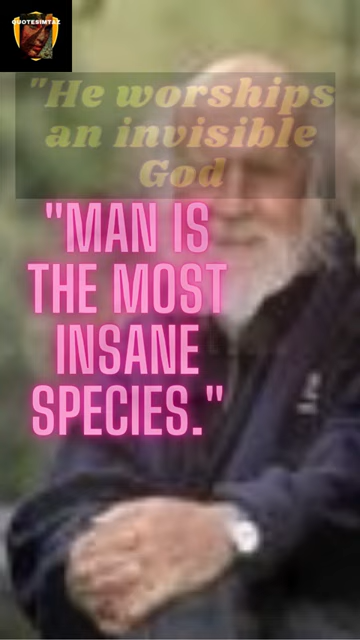 QUOTESIMTAZ
"He worships
an invisible
God
"MAN IS
THE MOST
INSANE
SPECIES."